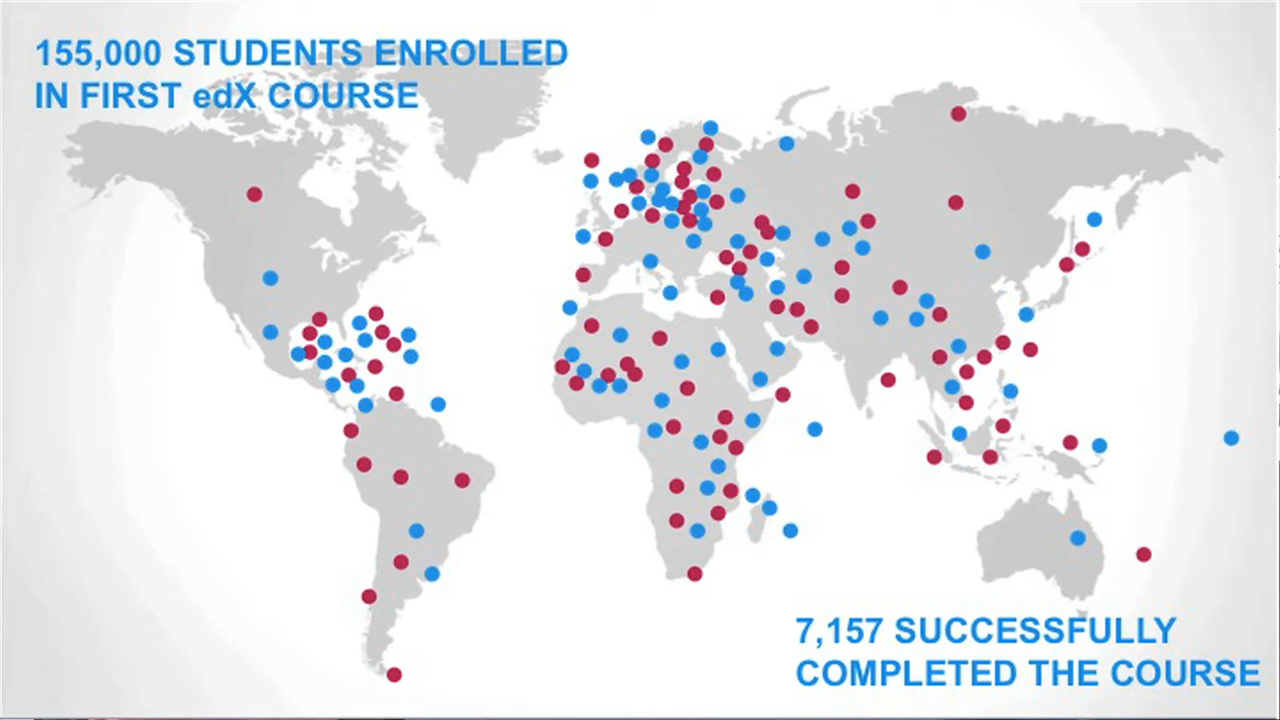 155,000 STUDENTS ENROLLED
IN FIRST edX COURSE
7,157 SUCCESSFULLY
COMPLETED THE COURSE